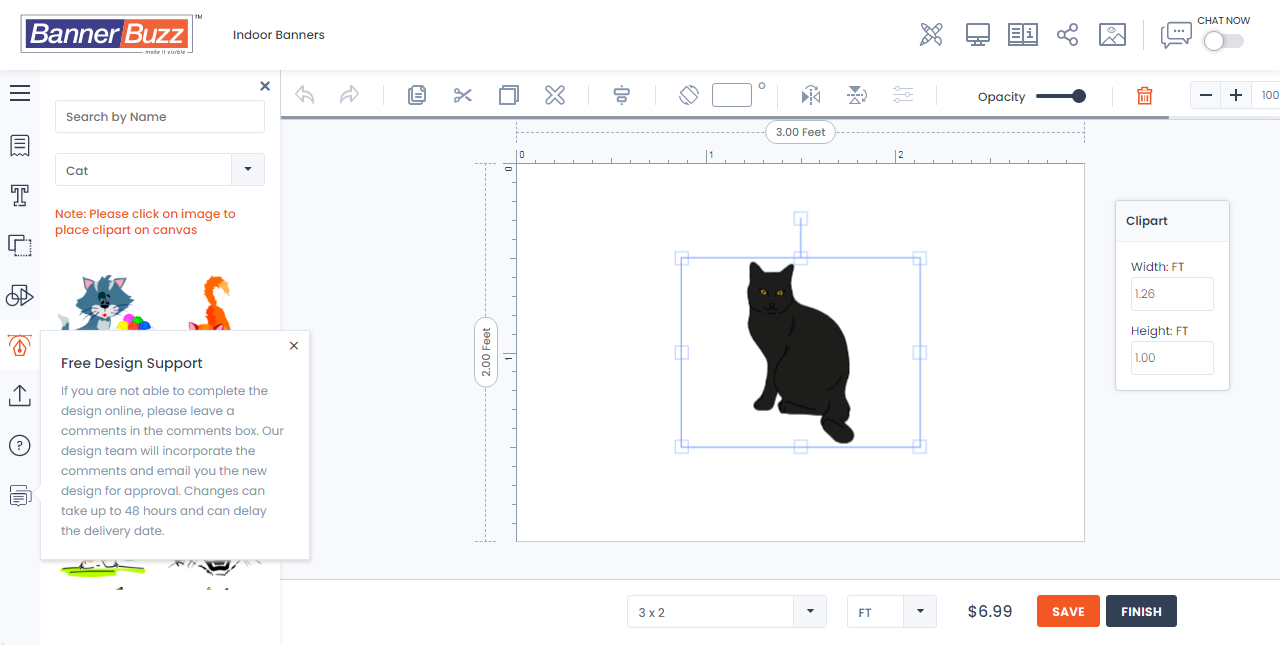 BannerBuzz
TM
make it visible
Indoor Banners
CHAT NOW
Search by Name
Cat
Note: Please click on image to
place clipart on canvas
Opacity
100
3.00 Feet
0
1
2
0
1
2.00 Feet
Clipart
Width: FT
1.26
Height: FT
1.00
Free Design Support
If you are not able to complete the
design online, please leave a
comments in the comments box. Our
design team will incorporate the
comments and email you the new
design for approval. Changes can
take up to 48 hours and can delay
the delivery date.
3 x 2
FT
$6.99
SAVE
FINISH